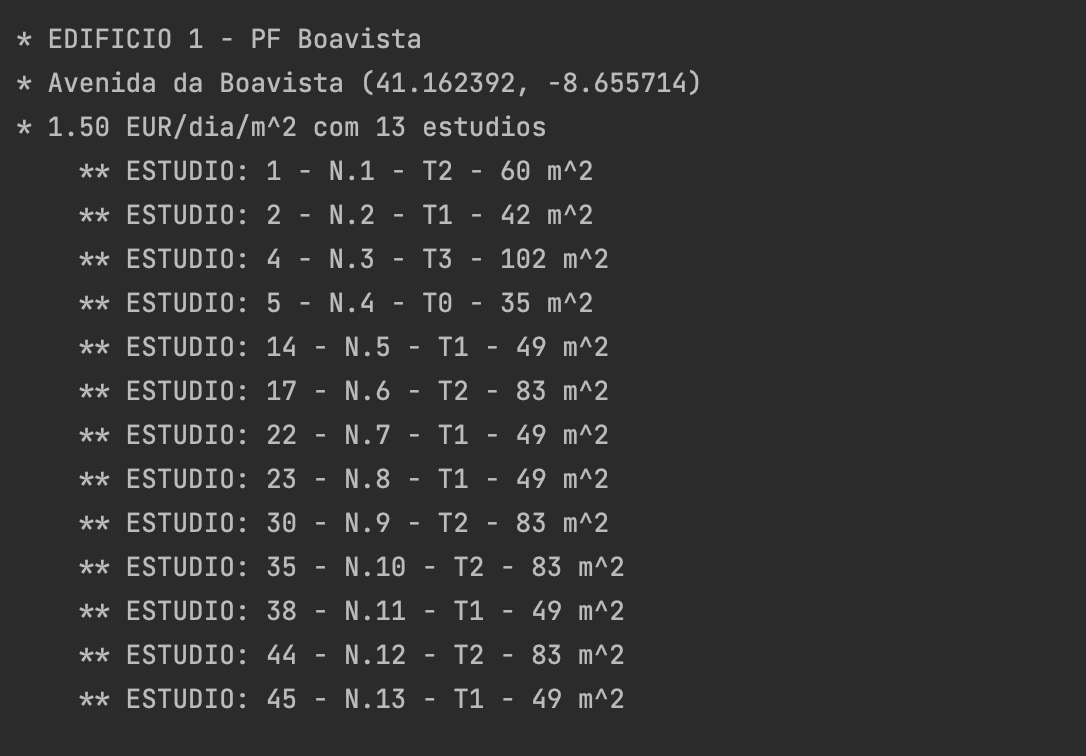 * EDIFICIO 1 - PF Boavista
* Avenida da Boavista (41.162392, -8.655714)
* 1.50 EUR/dia/m^2 com 13 estudios
    ** ESTUDIO: 1 - N.1 - T2 - 60 m^2
    ** ESTUDIO: 2 - N.2 - T1 - 42 m^2
    ** ESTUDIO: 4 - N.3 - T3 - 102 m^2
    ** ESTUDIO: 5 - N.4 - T0 - 35 m^2
    ** ESTUDIO: 14 - N.5 - T1 - 49 m^2
    ** ESTUDIO: 17 - N.6 - T2 - 83 m^2
    ** ESTUDIO: 22 - N.7 - T1 - 49 m^2
    ** ESTUDIO: 23 - N.8 - T1 - 49 m^2
    ** ESTUDIO: 30 - N.9 - T2 - 83 m^2
    ** ESTUDIO: 35 - N.10 - T2 - 83 m^2
    ** ESTUDIO: 38 - N.11 - T1 - 49 m^2
    ** ESTUDIO: 44 - N.12 - T2 - 83 m^2
    ** ESTUDIO: 45 - N.13 - T1 - 49 m^2